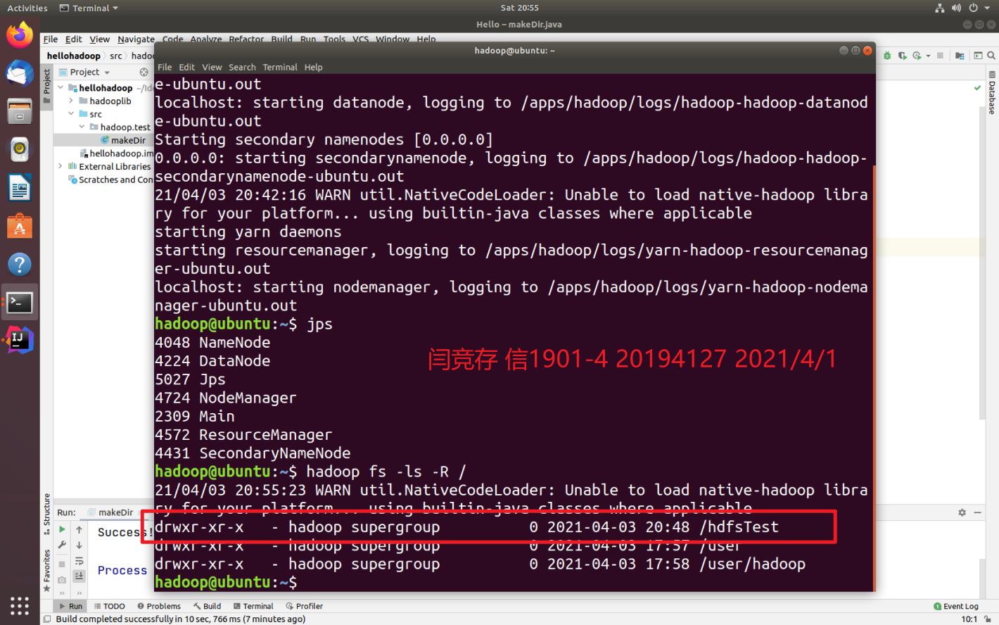 Activities Terminal Sat 20:55
Hello – makeDir.java
File Edit View Navigate Code Analyze Refactor Build Run Tools VCS Window Help
hellohadoop src
hadoop@ubuntu: ~
File Edit View Search Terminal Help
Project
Project
hellohadoop
hadooplib
src
hadoop.test
makeDir
External Libraries
Scratches and
Database
e-ubuntu.out
localhost: starting datanode, logging to /apps/hadoop/logs/hadoop-hadoop-datanod
e-ubuntu.out
Starting secondary namenodes [0.0.0.0]
0.0.0.0: starting secondarynamenode, logging to /apps/hadoop/logs/hadoop-hadoop-
secondarynamenode-ubuntu.out
21/04/03 20:42:16 WARN util.NativeCodeLoader: Unable to load native-hadoop libra
ry for your platform... using builtin-java classes where applicable
starting yarn daemons
starting resourcemanager, logging to /apps/hadoop/logs/yarn-hadoop-resourcemanag
er-ubuntu.out
localhost: starting nodemanager, logging to /apps/hadoop/logs/yarn-hadoop-nodema
nager-ubuntu.out
hadoop@ubuntu:~$ jps
4048 NameNode
4224 DataNode
5027 Jps
4724 NodeManager
2309 Main
4572 ResourceManager
4431 SecondaryNameNode
闫竞存 信1901-4 20194127 2021/4/1
hadoop@ubuntu:~$ hadoop fs -ls -R /
21/04/03 20:55:23 WARN util.NativeCodeLoader: Unable to load native-hadoop libra
ry for your platform... using builtin-java classes where applicable
drwxr-xr-x - hadoop supergroup 0 2021-04-03 20:48 /hdfsTest
drwxr-xr-x - hadoop supergroup 0 2021-04-03 17:57 /user
drwxr-xr-x - hadoop supergroup 0 2021-04-03 17:58 /user/hadoop
hadoop@ubuntu:~$
Structure
Favorites
Run: makeDir
Success!
Process
Run TODO Problems Build Terminal Profiler 1 Event Log
Build completed successfully in 10 sec, 766 ms (7 minutes ago) 10:1